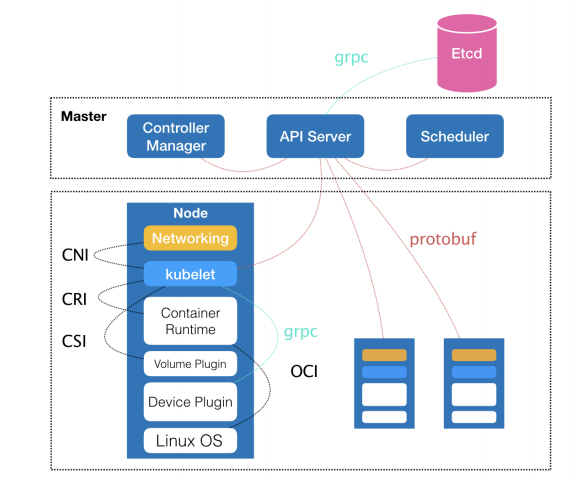 Etcd
grpc
Master
Controller
Manager
API Server
Scheduler
Node
Networking
protobuf
CNI
kubelet
CRI
Container
Runtime
grpc
CSI
Volume Plugin
OCI
Device Plugin
Linux OS